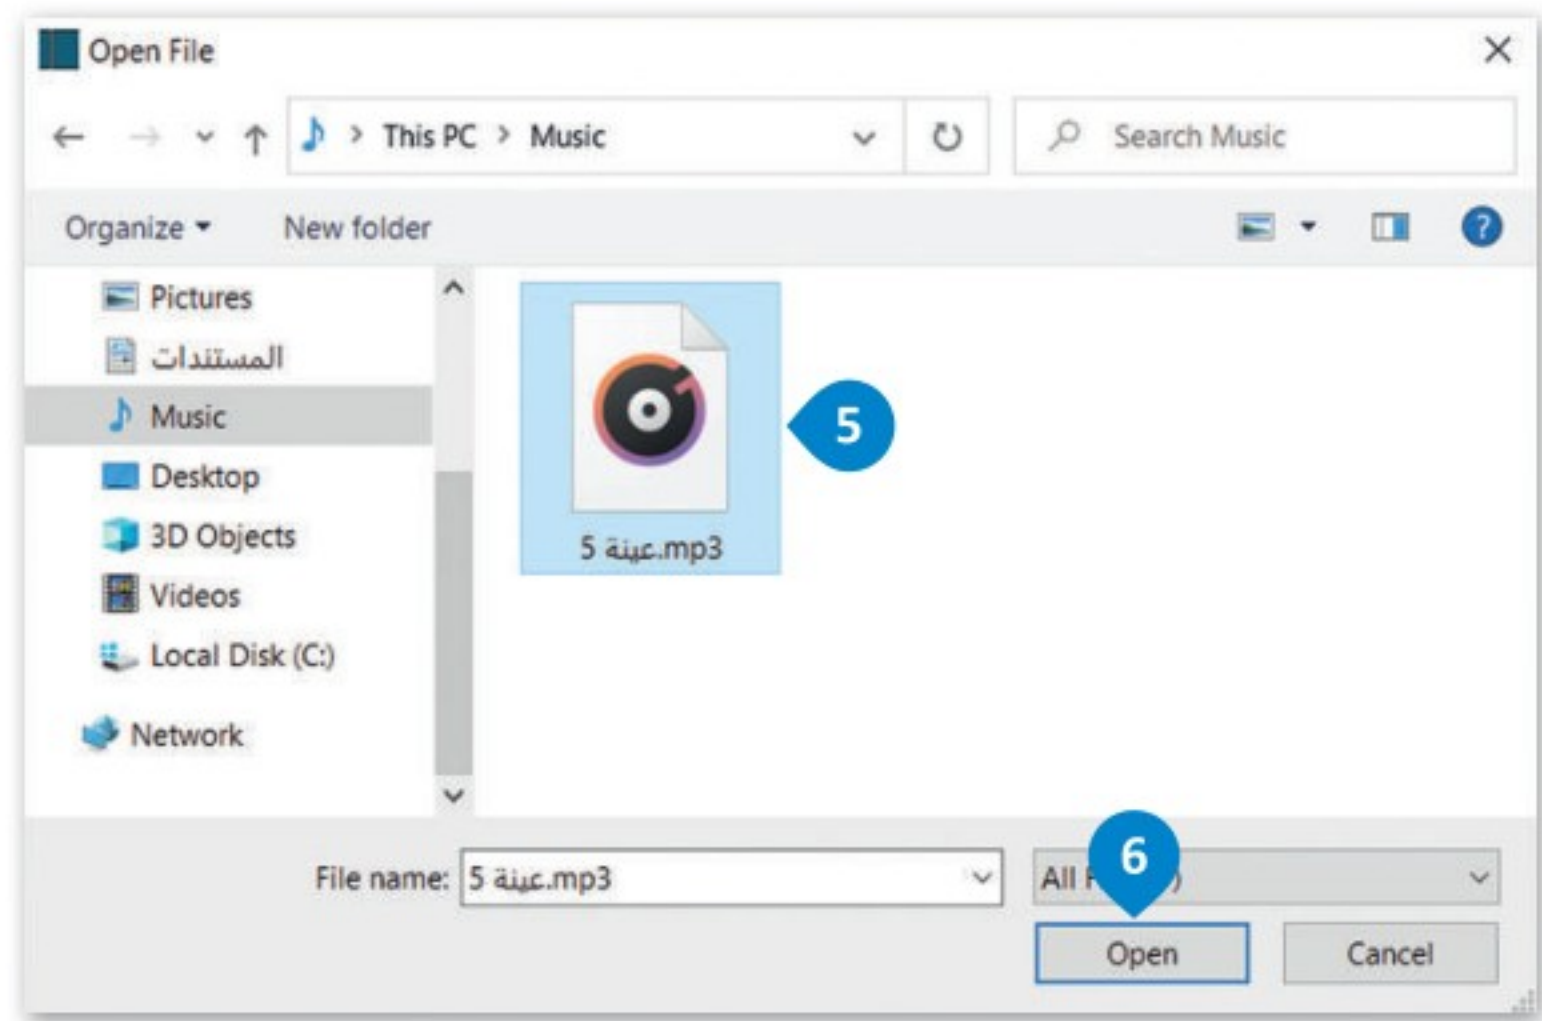 Open File
This PC > Music
Search Music
Organize
New folder
Pictures
المستندات
Music
Desktop
3D Objects
Videos
Local Disk (C:)
Network
5
عينة 5.mp3
File name: عينة 5.mp3
All
6
Open
Cancel